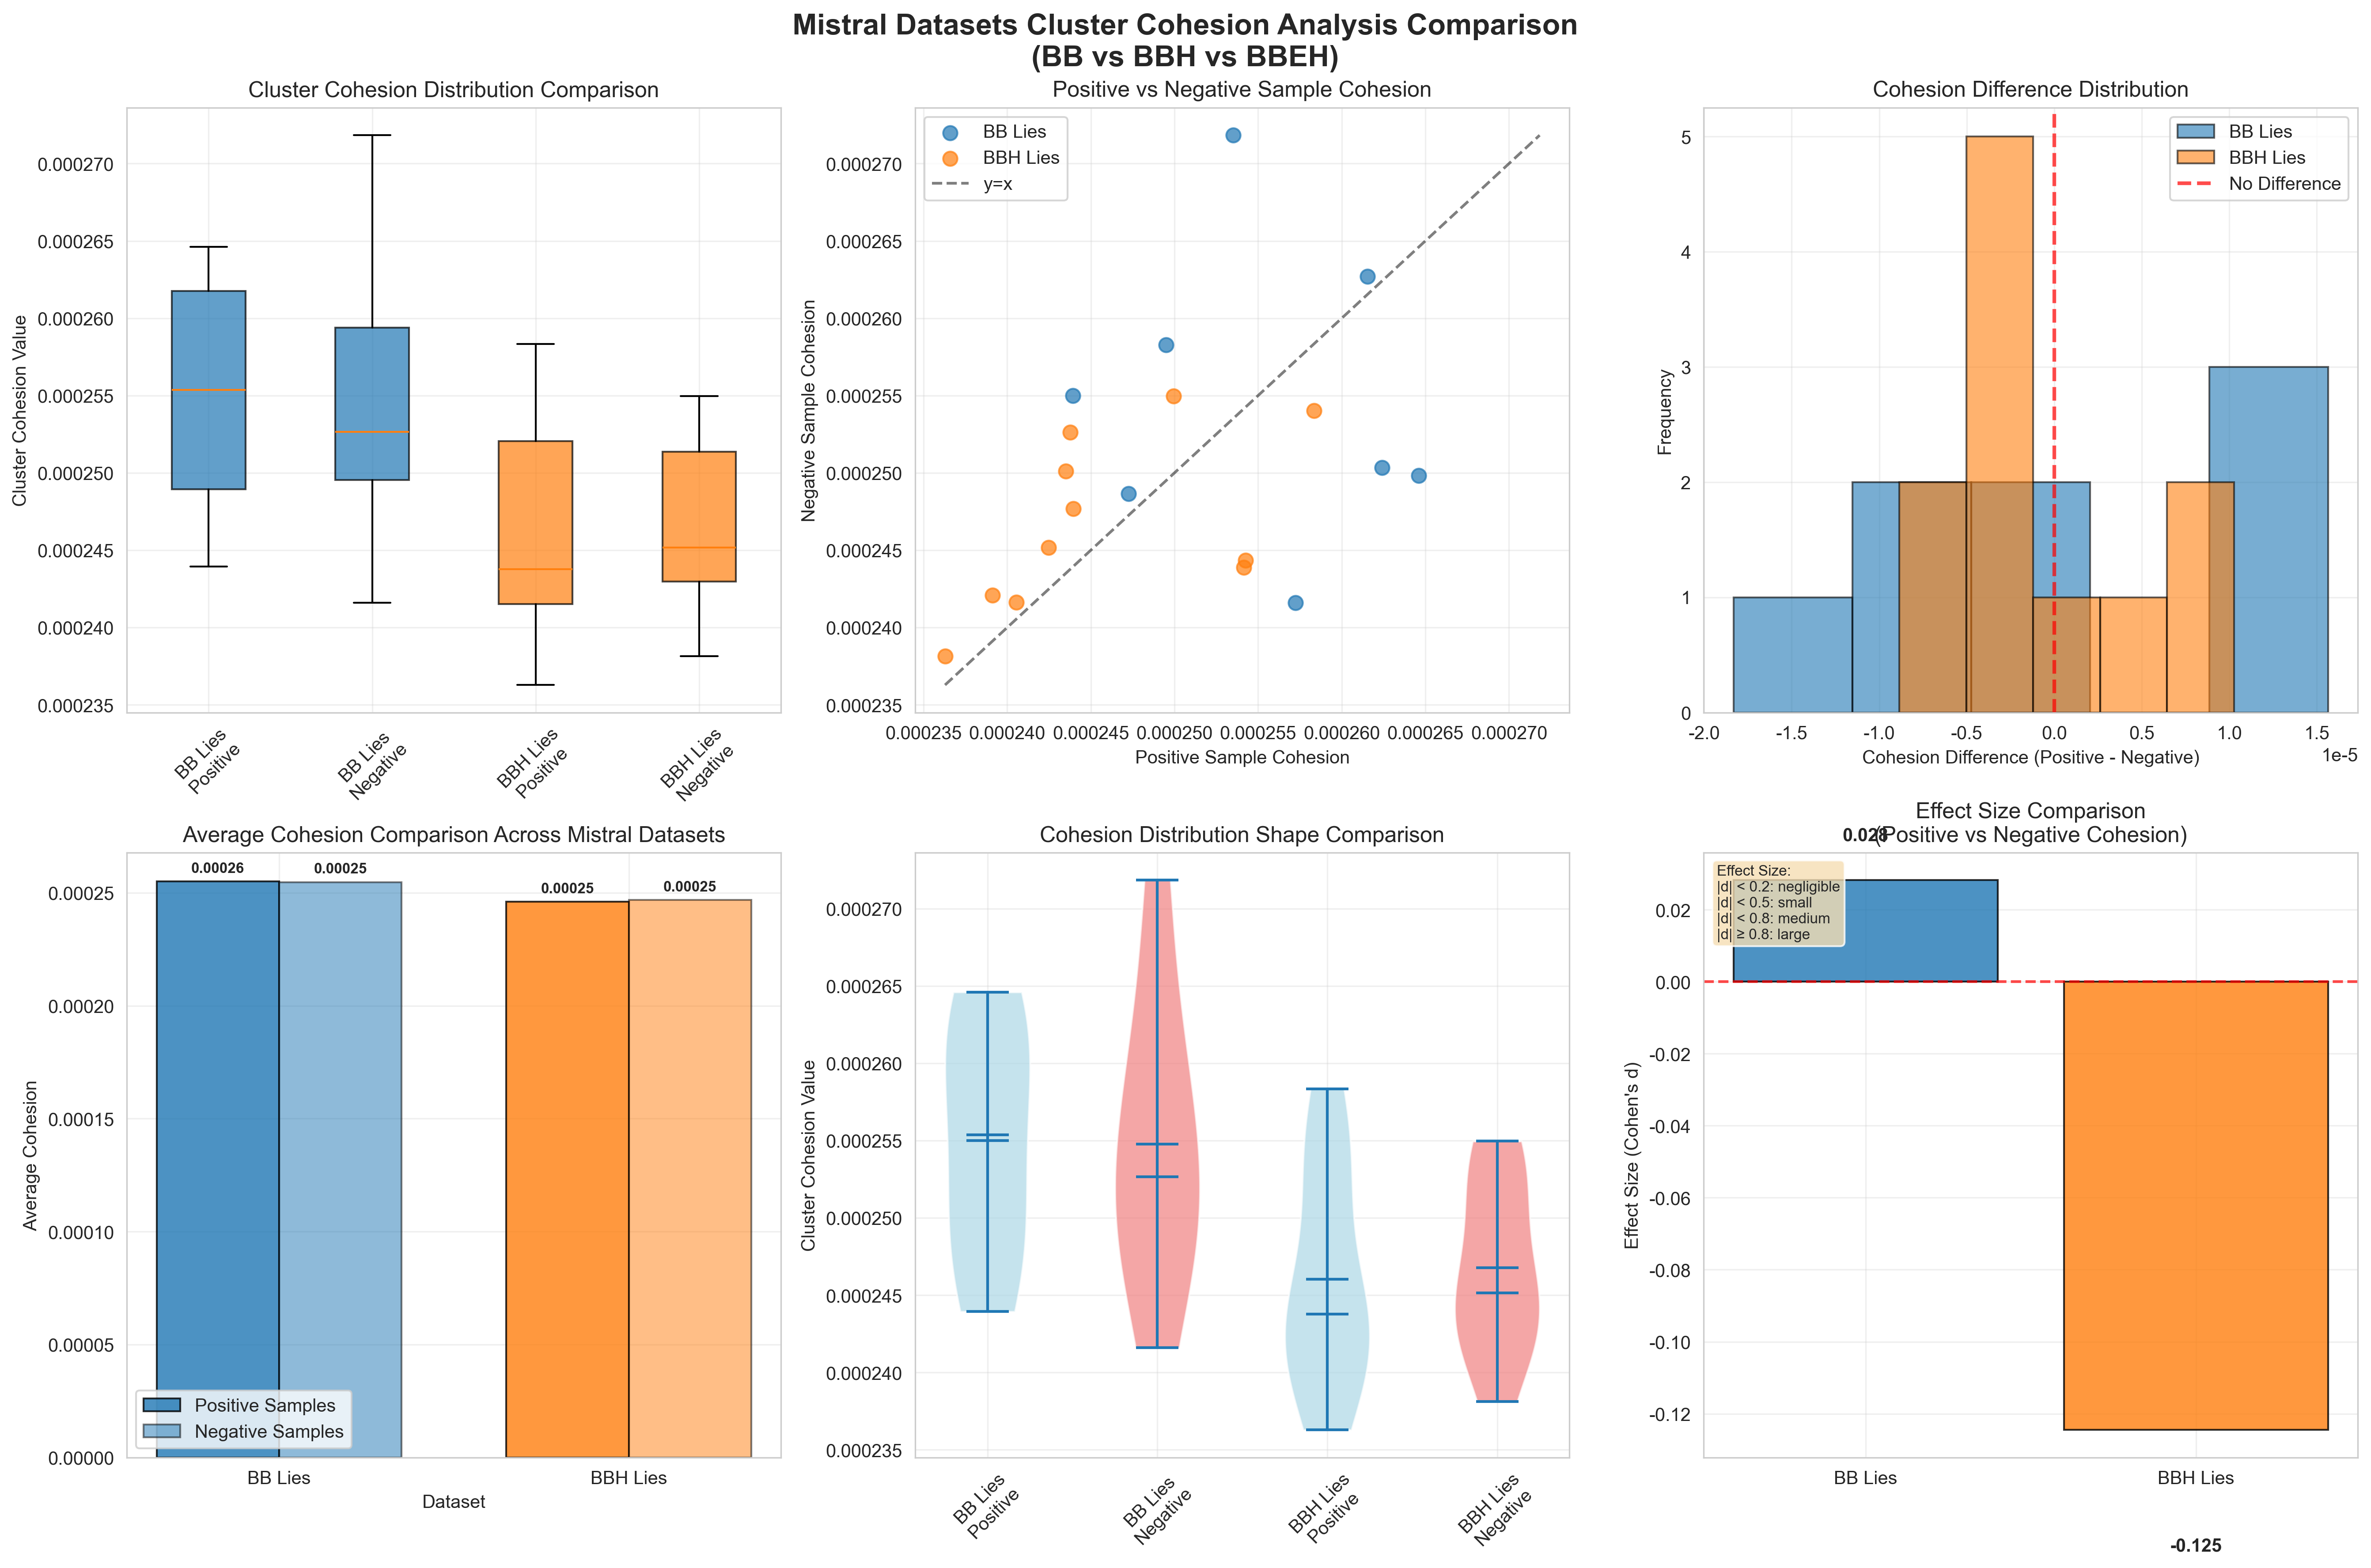 Mistral Datasets Cluster Cohesion Analysis Comparison
(BB vs BBH vs BBEH)
Cluster Cohesion Distribution Comparison
Cluster Cohesion Value
0.000270
0.000265
0.000260
0.000255
0.000250
0.000245
0.000240
0.000235
BB Lies
Positive
BB Lies
Negative
BBH Lies
Positive
BBH Lies
Negative
Positive vs Negative Sample Cohesion
BB Lies
BBH Lies
y=x
Negative Sample Cohesion
0.000270
0.000265
0.000260
0.000255
0.000250
0.000245
0.000240
0.000235
0.000235 0.000240 0.000245 0.000250 0.000255 0.000260 0.000265 0.000270
Positive Sample Cohesion
Cohesion Difference Distribution
BB Lies
BBH Lies
No Difference
Frequency
5
4
3
2
1
0
-2.0 -1.5 -1.0 -0.5 0.0 0.5 1.0 1.5
1e-5
Cohesion Difference (Positive - Negative)
Average Cohesion Comparison Across Mistral Datasets
0.00026 0.00025 0.00025 0.00025
Average Cohesion
0.00025
0.00020
0.00015
0.00010
0.00005
0.00000
Positive Samples
Negative Samples
BB Lies BBH Lies
Dataset
Cohesion Distribution Shape Comparison
Cluster Cohesion Value
0.000270
0.000265
0.000260
0.000255
0.000250
0.000245
0.000240
0.000235
BB Lies
Positive
BB Lies
Negative
BBH Lies
Positive
BBH Lies
Negative
Effect Size Comparison
(Positive vs Negative Cohesion)
0.028
Effect Size:
|d| < 0.2: negligible
|d| < 0.5: small
|d| < 0.8: medium
|d| ≥ 0.8: large
Effect Size (Cohen's d)
0.02
0.00
-0.02
-0.04
-0.06
-0.08
-0.10
-0.12
BB Lies BBH Lies
-0.125